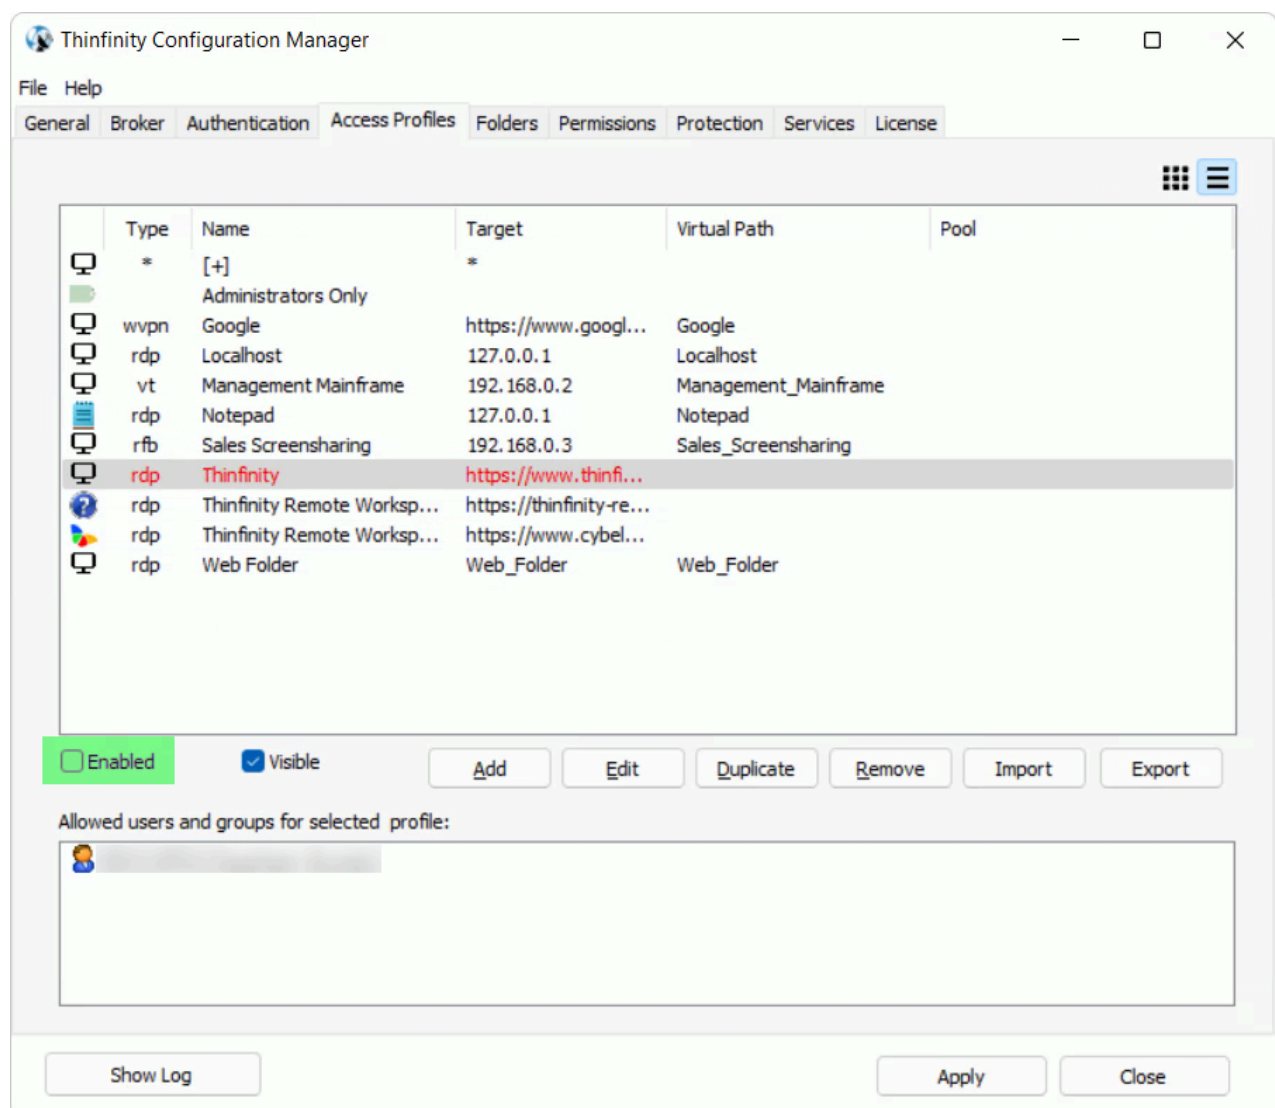 Thinfinity Configuration Manager
File Help
General Broker Authentication Access Profiles Folders Permissions Protection Services License
Type Name Target Virtual Path Pool
* [+] *
Administrators Only
wvpn Google https://www.googl... Google
rdp Localhost 127.0.0.1 Localhost
vt Management Mainframe 192.168.0.2 Management_Mainframe
rdp Notepad 127.0.0.1 Notepad
rfb Sales Screensharing 192.168.0.3 Sales_Screensharing
rdp Thinfinity https://www.thinfi...
rdp Thinfinity Remote Worksp... https://thinfinity-re...
rdp Thinfinity Remote Worksp... https://www.cybel...
rdp Web Folder Web_Folder Web_Folder
Enabled Visible Add Edit Duplicate Remove Import Export
Allowed users and groups for selected profile:
Show Log Apply Close